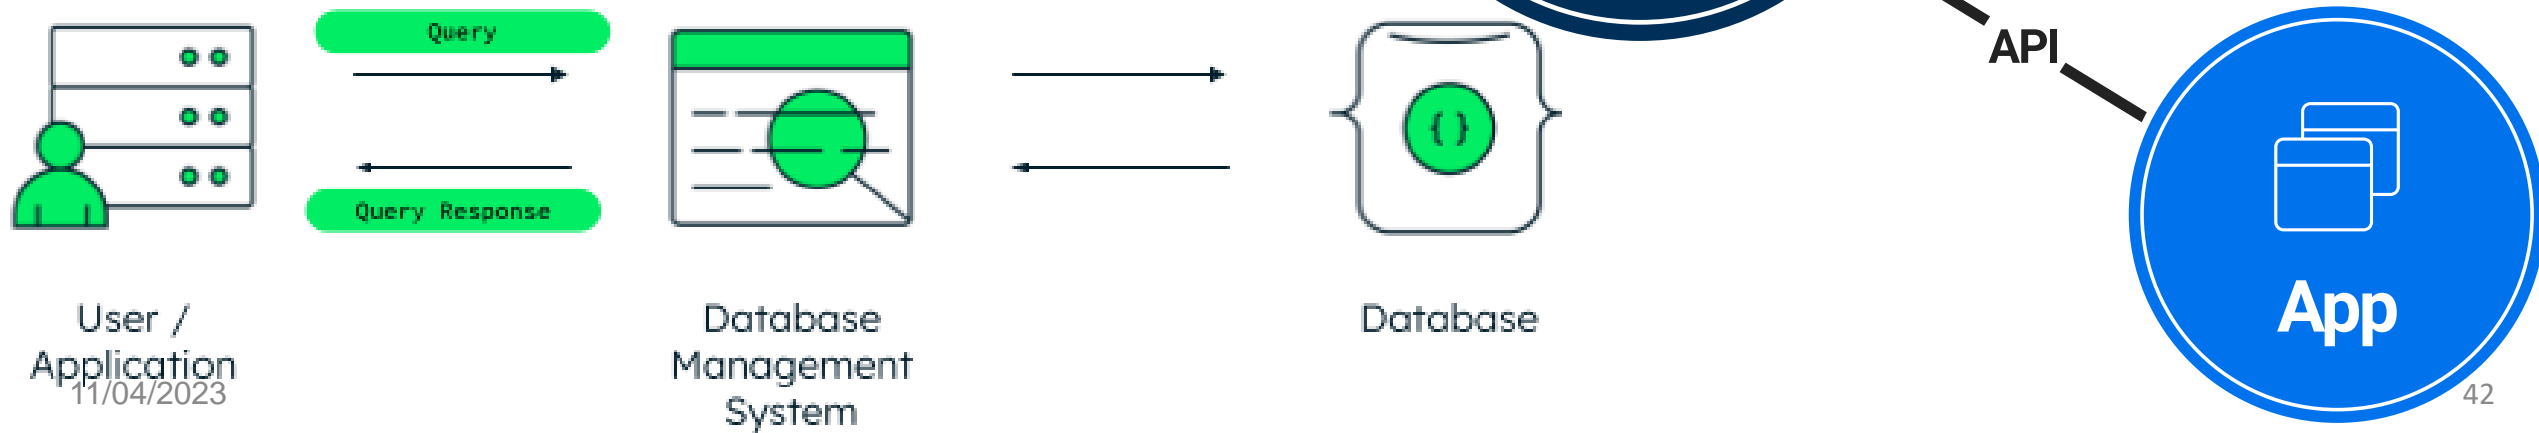 Query
API
{ }
Query Response
App
User /
Application
Database
Management
System
Database
11/04/2023
42